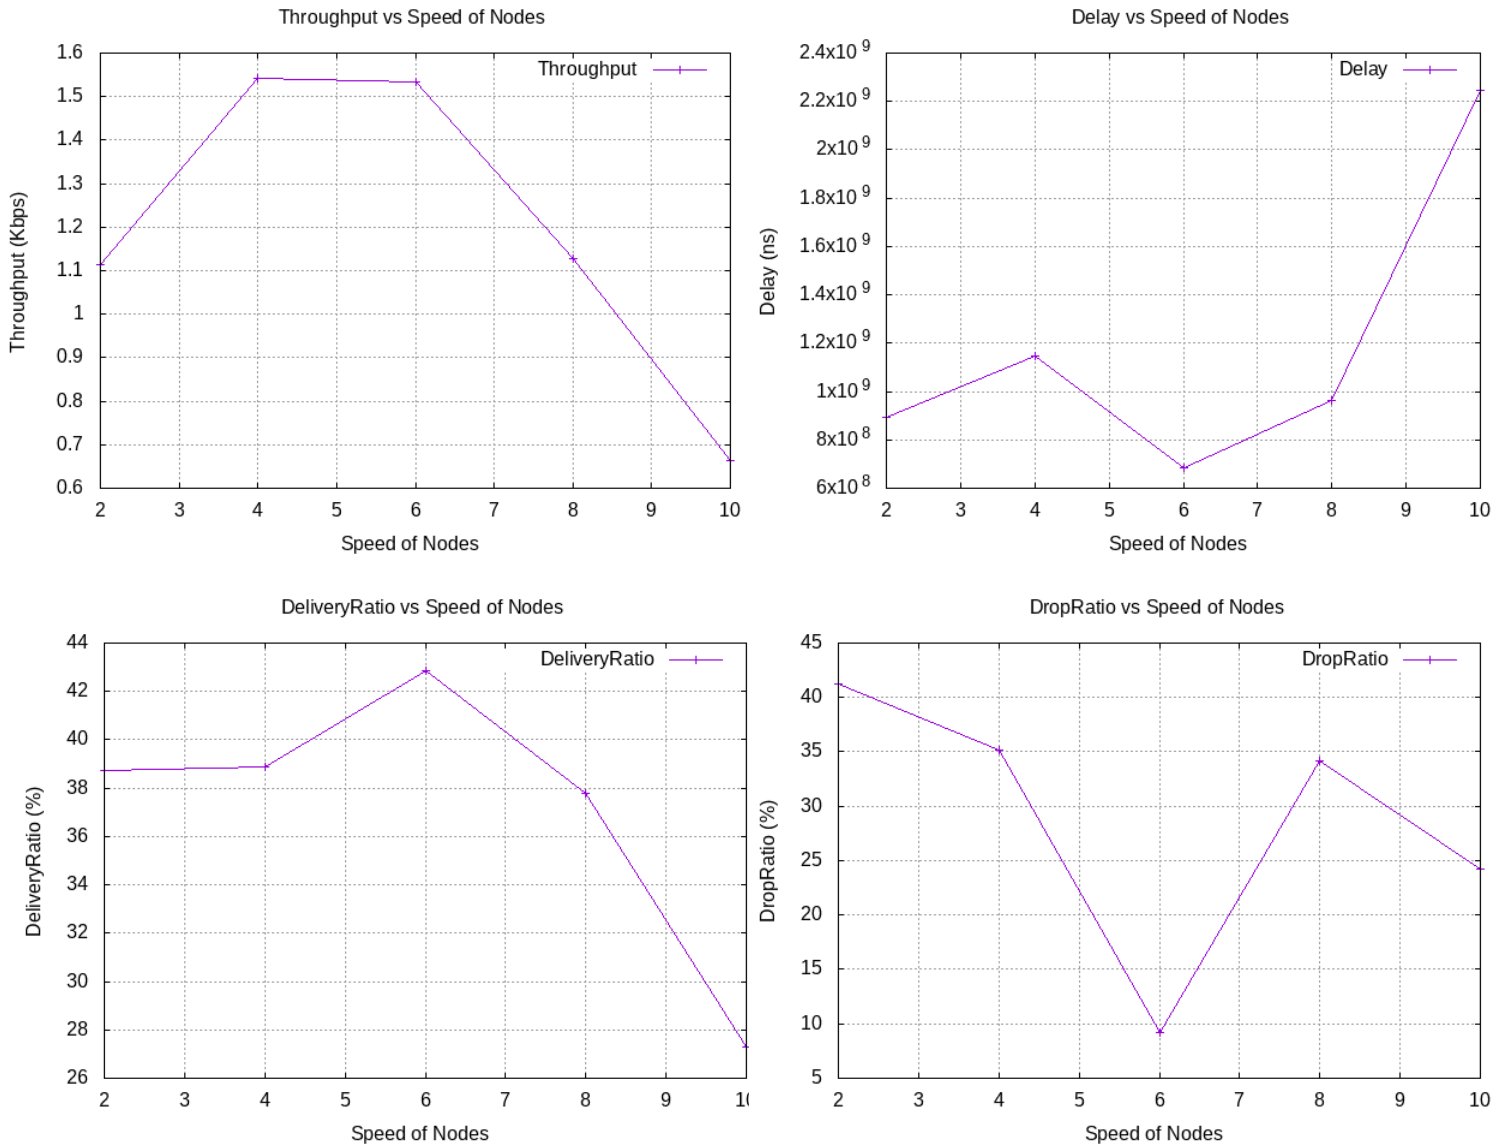 Throughput vs Speed of Nodes
Throughput
Throughput (Kbps)
1.6
1.5
1.4
1.3
1.2
1.1
1
0.9
0.8
0.7
0.6
2 3 4 5 6 7 8 9 10
Speed of Nodes
Delay vs Speed of Nodes
Delay
Delay (ns)
2.4x10 9
2.2x10 9
2x10 9
1.8x10 9
1.6x10 9
1.4x10 9
1.2x10 9
1x10 9
8x10 8
6x10 8
2 3 4 5 6 7 8 9 10
Speed of Nodes
DeliveryRatio vs Speed of Nodes
DeliveryRatio
DeliveryRatio (%)
44
42
40
38
36
34
32
30
28
26
2 3 4 5 6 7 8 9 10
Speed of Nodes
DropRatio vs Speed of Nodes
DropRatio
DropRatio (%)
45
40
35
30
25
20
15
10
5
2 3 4 5 6 7 8 9 10
Speed of Nodes